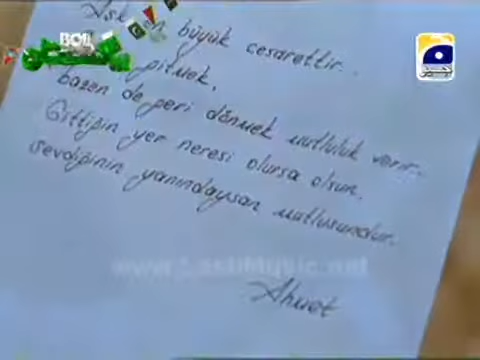 Aşk en büyük cesarettir..
gitmek,
bazen de geri dönmek mutluluk verir..
Gittiğin yer neresi olursa olsun,
sevdiğinin yanındaysan mutlusundur.
Ahmet